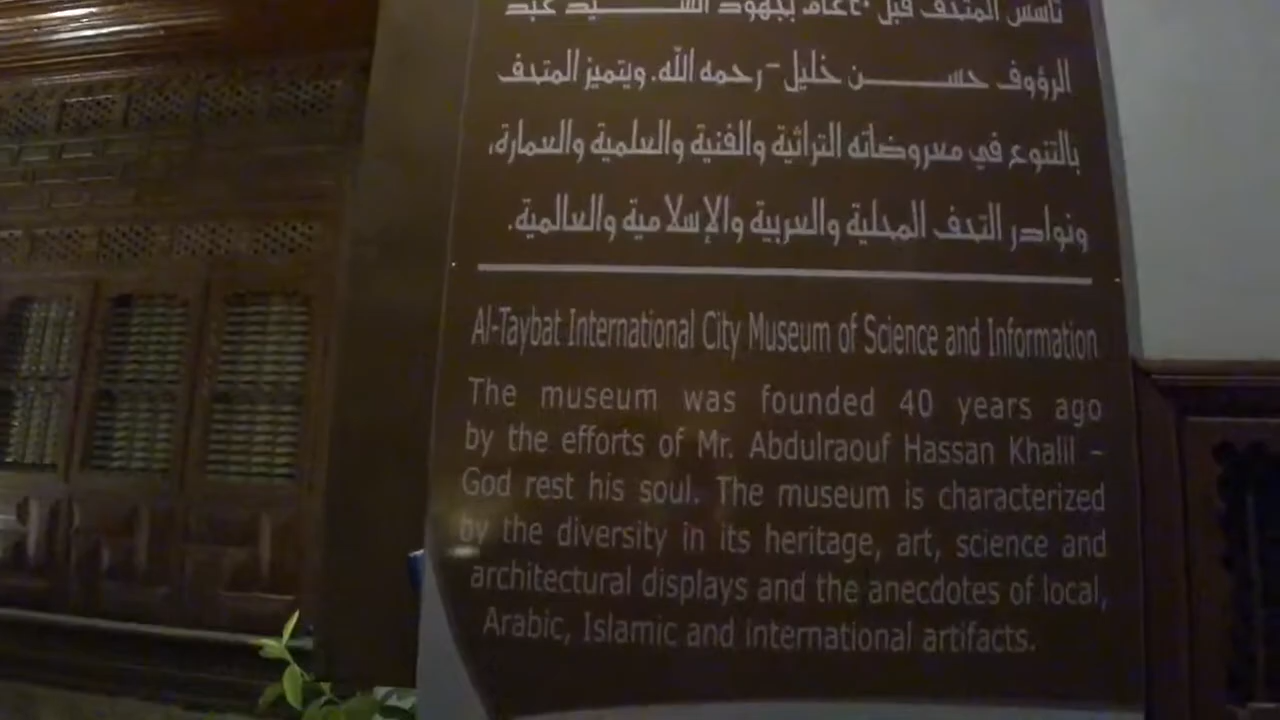 تأسس المتحف قبل ٤٠ عام بجهود الســـــيد عبد
الرؤوف حســـــن خليل - رحمه الله. ويتميز المتحف
بالتنوع في معروضاته التراثية والفنية والعلمية والعمارة،
ونوادر التحف المحلية والعربية والإسلامية والعالمية.
Al-Taybat International City Museum of Science and Information
The museum was founded 40 years ago
by the efforts of Mr. Abdulraouf Hassan Khalil –
God rest his soul. The museum is characterized
by the diversity in its heritage, art, science and
architectural displays and the anecdotes of local,
Arabic, Islamic and international artifacts.